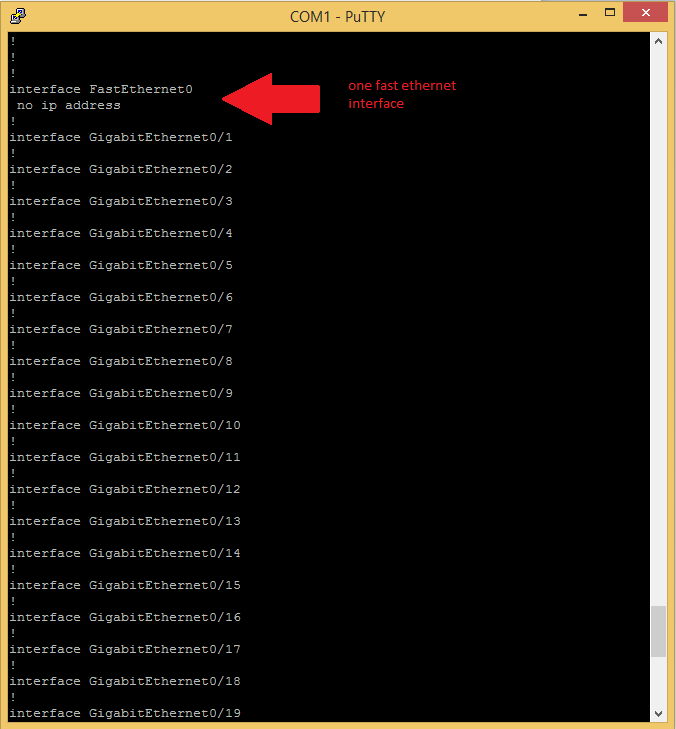 COM1 - PuTTY
!
!
!
interface FastEthernet0
one fast ethernet
no ip address
interface
!
interface GigabitEthernet0/1
!
interface GigabitEthernet0/2
!
interface GigabitEthernet0/3
!
interface GigabitEthernet0/4
!
interface GigabitEthernet0/5
!
interface GigabitEthernet0/6
!
interface GigabitEthernet0/7
!
interface GigabitEthernet0/8
!
interface GigabitEthernet0/9
!
interface GigabitEthernet0/10
!
interface GigabitEthernet0/11
!
interface GigabitEthernet0/12
!
interface GigabitEthernet0/13
!
interface GigabitEthernet0/14
!
interface GigabitEthernet0/15
!
interface GigabitEthernet0/16
!
interface GigabitEthernet0/17
!
interface GigabitEthernet0/18
!
interface GigabitEthernet0/19